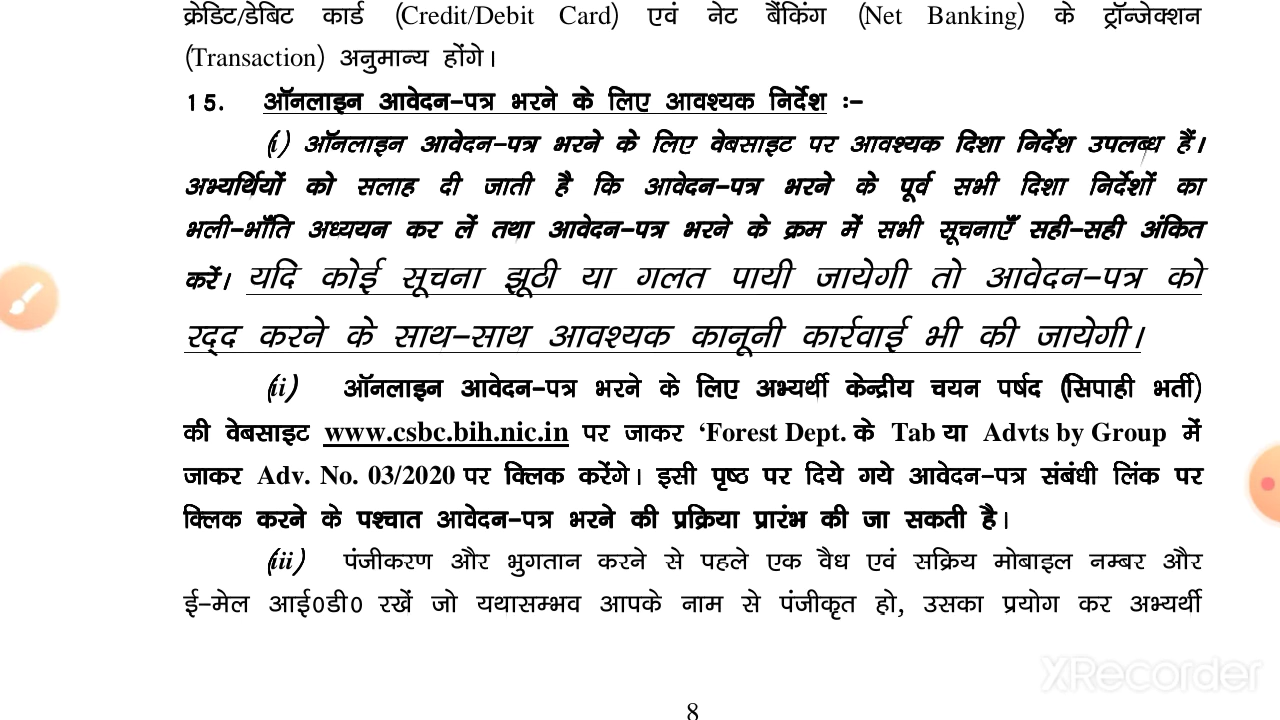 क्रेडिट/डेबिट कार्ड (Credit/Debit Card) एवं नेट बैंकिंग (Net Banking) के ट्रॉन्जेक्शन
(Transaction) अनुमान्य होंगे।
15. ऑनलाइन आवेदन-पत्र भरने के लिए आवश्यक निर्देश :-
(i) ऑनलाइन आवेदन-पत्र भरने के लिए वेबसाइट पर आवश्यक दिशा निर्देश उपलब्ध हैं।
अभ्यर्थियों को सलाह दी जाती है कि आवेदन-पत्र भरने के पूर्व सभी दिशा निर्देशों का
भली-भाँति अध्ययन कर लें तथा आवेदन-पत्र भरने के क्रम में सभी सूचनाएँ सही-सही अंकित
करें। यदि कोई सूचना झूठी या गलत पायी जायेगी तो आवेदन-पत्र को
रद्द करने के साथ-साथ आवश्यक कानूनी कार्रवाई भी की जायेगी।
(ii) ऑनलाइन आवेदन-पत्र भरने के लिए अभ्यर्थी केन्द्रीय चयन पर्षद (सिपाही भर्ती)
की वेबसाइट www.csbc.bih.nic.in पर जाकर ‘Forest Dept. के Tab या Advts by Group में
जाकर Adv. No. 03/2020 पर क्लिक करेंगे। इसी पृष्ठ पर दिये गये आवेदन-पत्र संबंधी लिंक पर
क्लिक करने के पश्चात आवेदन-पत्र भरने की प्रक्रिया प्रारंभ की जा सकती है।
(iii) पंजीकरण और भुगतान करने से पहले एक वैध एवं सक्रिय मोबाइल नम्बर और
ई-मेल आई0डी0 रखें जो यथासम्भव आपके नाम से पंजीकृत हो, उसका प्रयोग कर अभ्यर्थी
XRecorder
8